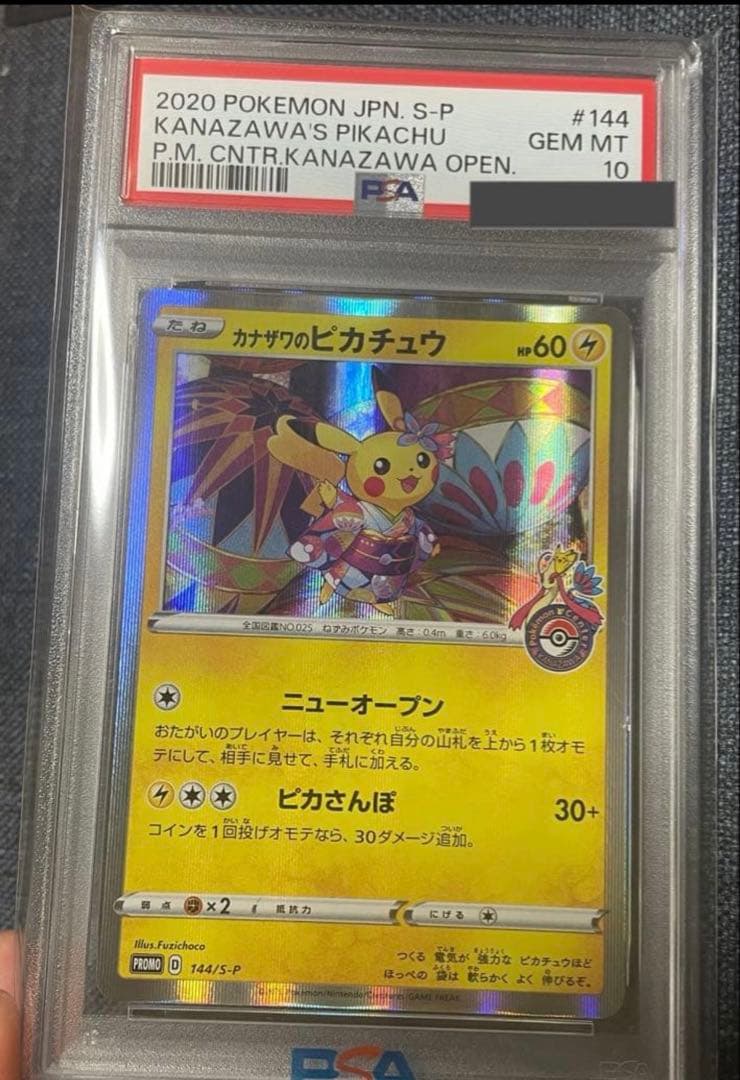 2020 POKEMON JPN. S-P #144
KANAZAWA'S PIKACHU GEM MT
P.M. CNTR.KANAZAWA OPEN. 10
PSA
たね カナザワのピカチュウ HP60
Pokémon Center
KANAZAWA
全国図鑑NO.025 ねずみポケモン 高さ:0.4m 重さ:6.0kg
ニューオープン
おたがいのプレイヤーは、それぞれ自分の山札を上から1枚オモ
テにして、相手に見せて、手札に加える。
ピカさんぽ 30+
コインを1回投げオモテなら、30ダメージ追加。
弱点 ×2 抵抗力 にげる
Illus.Fuzichoco
PROMO D 144/S-P
つくる 電気が 強力な ピカチュウほど
ほっぺの 袋は 軟らかく よく 伸びるぞ。
Pokémon/Nintendo/Creatures/GAME FREAK
PSA